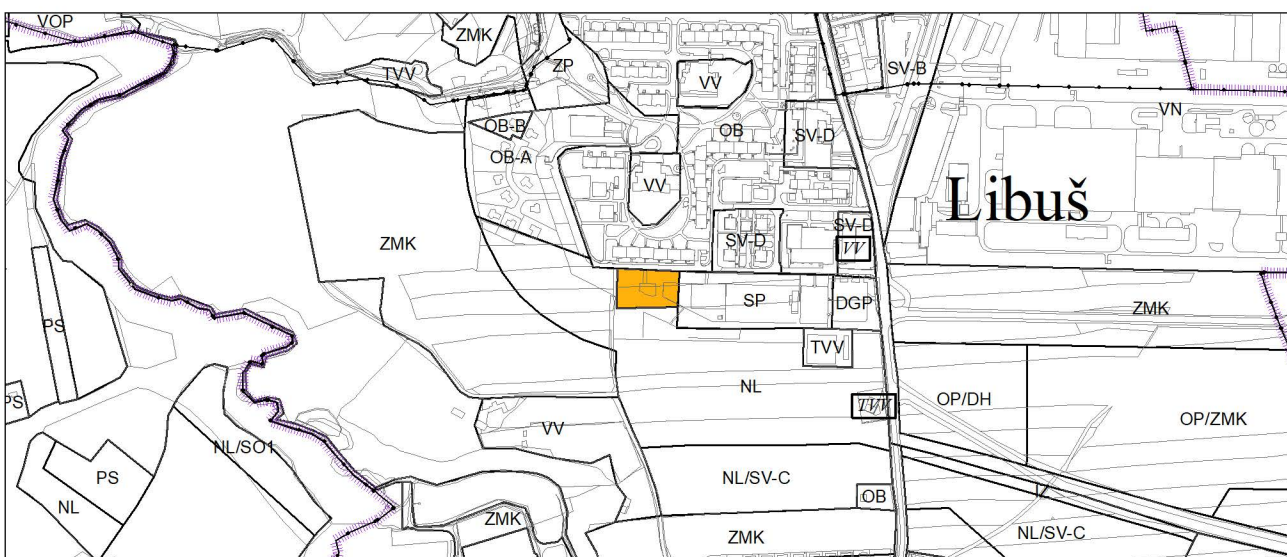 VOP
ZMK
TVV
ZP
VV
SV-B
VN
OB-B
OB
SV-D
OB-A
VV
Libuš
SV-D
SV-D
VV
ZMK
SP
DGP
ZMK
PS
TVV
NL
PS
OP/DH
TVV
OP/ZMK
NL/SO1
VV
PS
NL/SV-C
NL
OB
ZMK
NL/SV-C
ZMK